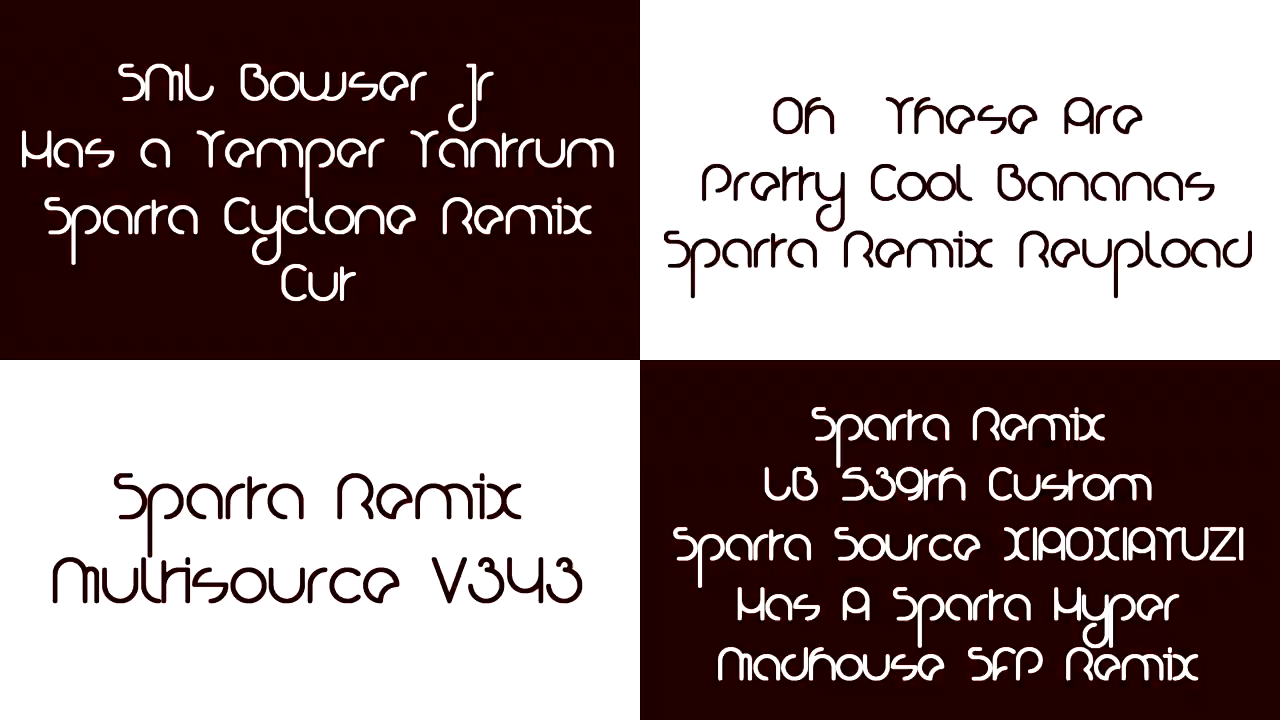 SML Bowser Jr
Has a Temper Tantrum
Sparta Cyclone Remix
Cut
Oh These Are
Pretty Cool Bananas
Sparta Remix Reupload
Sparta Remix
Multisource V343
Sparta Remix
LB 539th Custom
Sparta Source XIAOXIAYUZI
Has A Sparta Hyper
Madhouse SFP Remix